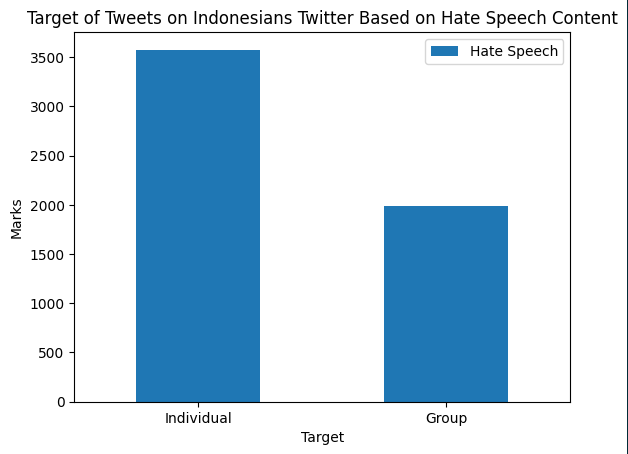 Target of Tweets on Indonesians Twitter Based on Hate Speech Content
Hate Speech
3500
3000
2500
2000
1500
1000
500
0
Marks
Individual
Group
Target